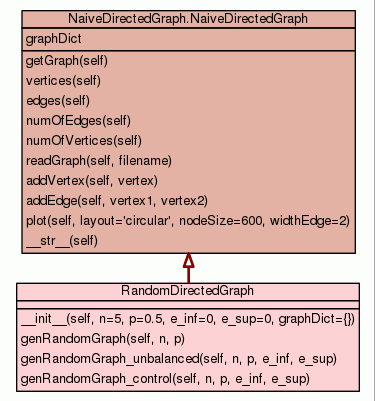 NaiveDirectedGraph.NaiveDirectedGraph
graphDict
getGraph(self)
vertices(self)
edges(self)
numOfEdges(self)
numOfVertices(self)
readGraph(self, filename)
addVertex(self, vertex)
addEdge(self, vertex1, vertex2)
plot(self, layout='circular', nodeSize=600, widthEdge=2)
__str__(self)
RandomDirectedGraph
__init__(self, n=5, p=0.5, e_inf=0, e_sup=0, graphDict={})
genRandomGraph(self, n, p)
genRandomGraph_unbalanced(self, n, p, e_inf, e_sup)
genRandomGraph_control(self, n, p, e_inf, e_sup)